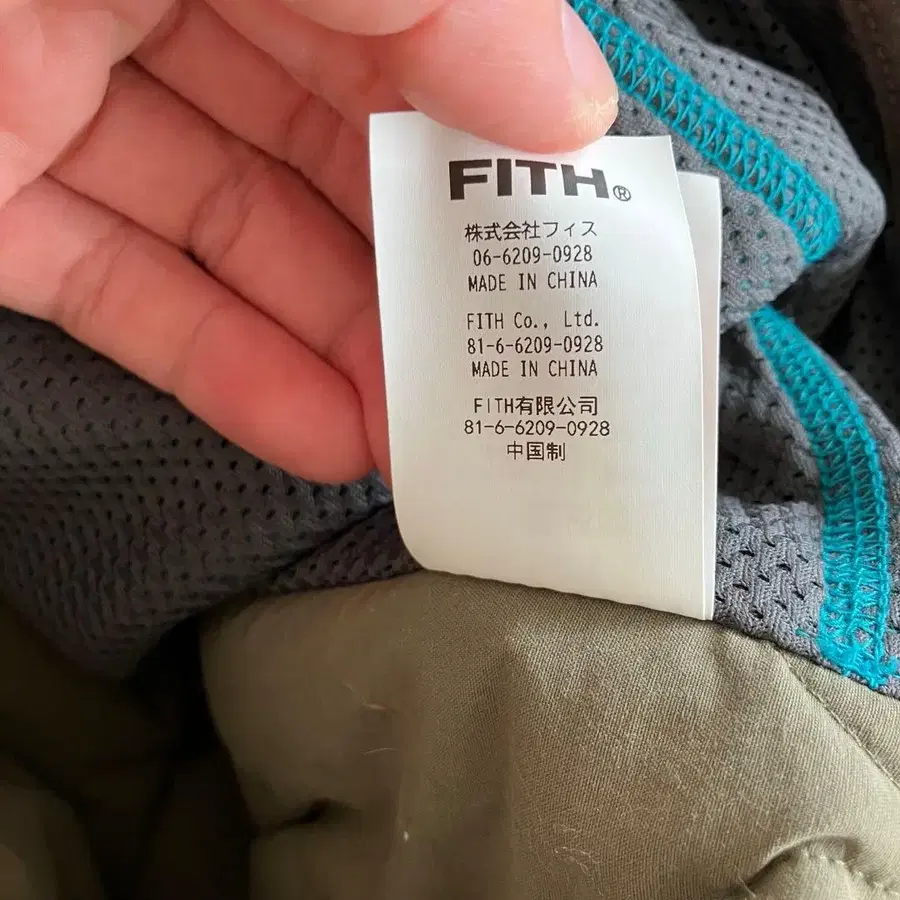 FITH®
株式会社フィス
06-6209-0928
MADE IN CHINA
FITH Co., Ltd.
81-6-6209-0928
MADE IN CHINA
FITH有限公司
81-6-6209-0928
中国制